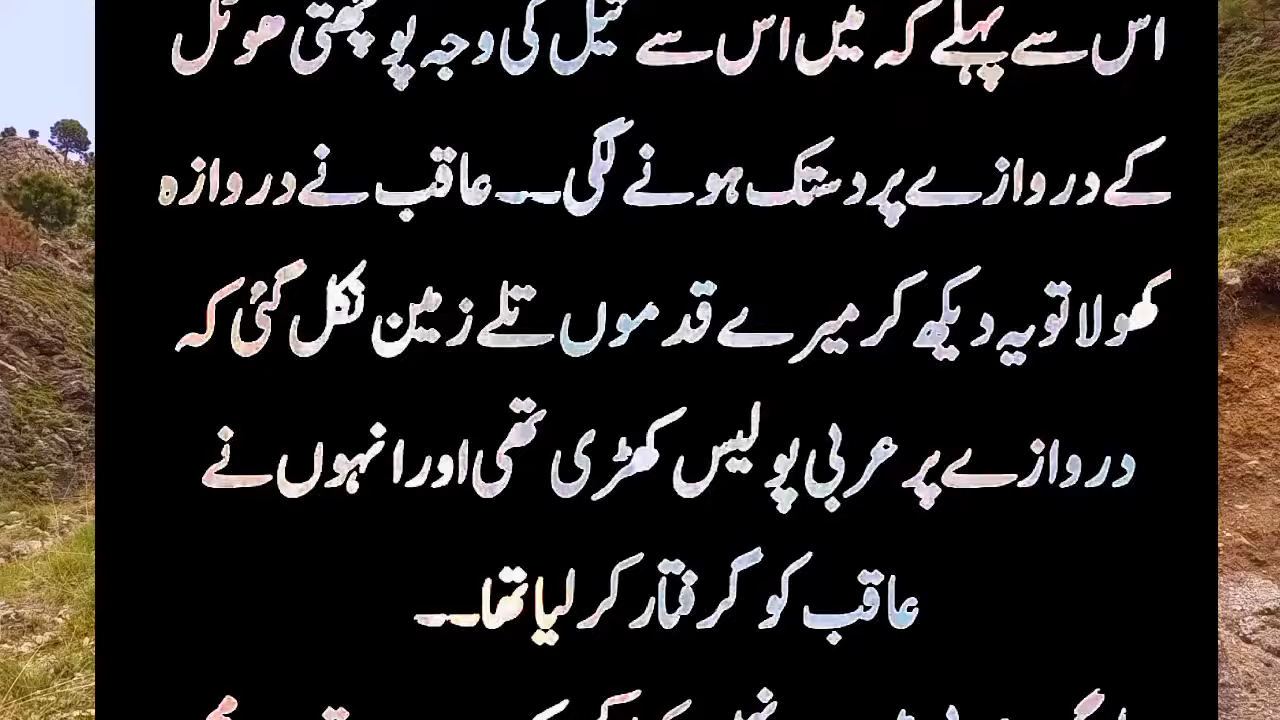 اس سے پہلے کہ میں اس سے ٹیل کی وجہ پوچھتی ھوٹل
کے دروازے پر دستک ہونے لگی۔۔ عاقب نے دروازہ
کھولا تو یہ دیکھ کر میرے قدموں تلے زمین نکل گئی کہ
دروازے پر عربی پولیس کھڑی تھی اور انہوں نے
عاقب کو گرفتار کر لیا تھا۔۔